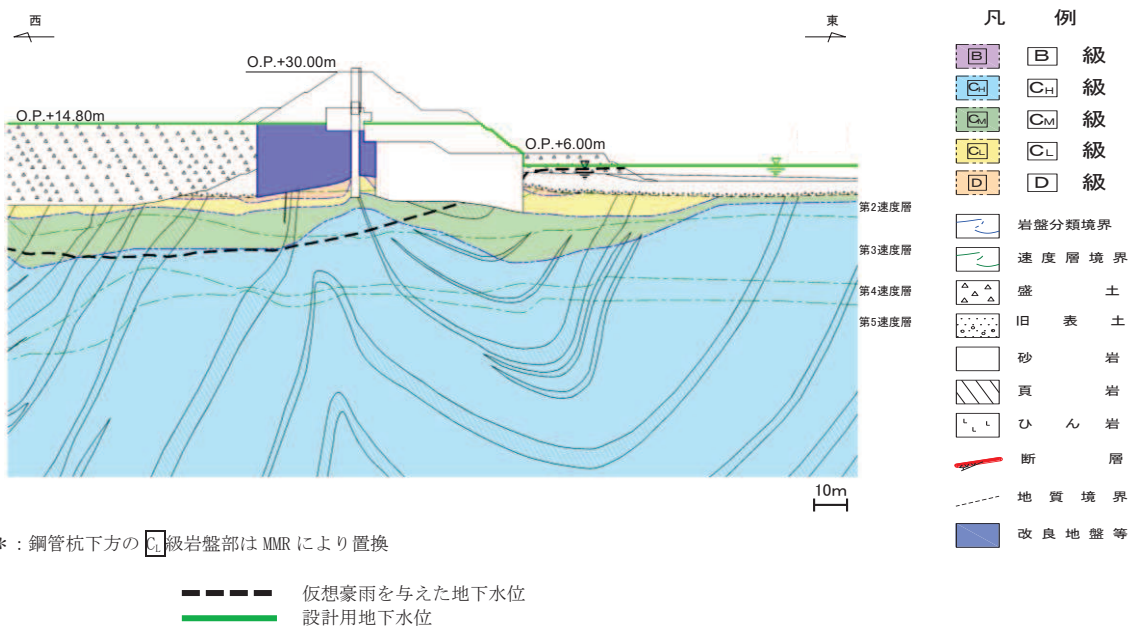 西
東
O.P.+30.00m
O.P.+14.80m
O.P.+6.00m
第2速度層
第3速度層
第4速度層
第5速度層
10m
凡 例
B B 級
CH CH 級
CM CM 級
CL CL 級
D D 級
岩盤分類境界
速度層境界
盛土
旧表土
砂岩
頁岩
ひん岩
断層
地質境界
改良地盤等
*:鋼管杭下方のCL級岩盤部はMMRにより置換
仮想豪雨を与えた地下水位
設計用地下水位